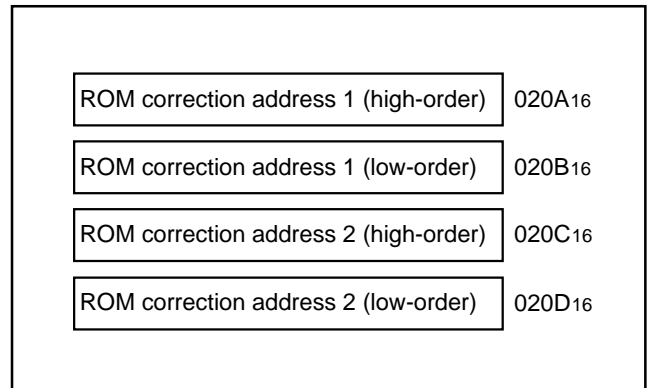 ROM correction address 1 (high-order) 020A16
ROM correction address 1 (low-order) 020B16
ROM correction address 2 (high-order) 020C16
ROM correction address 2 (low-order) 020D16